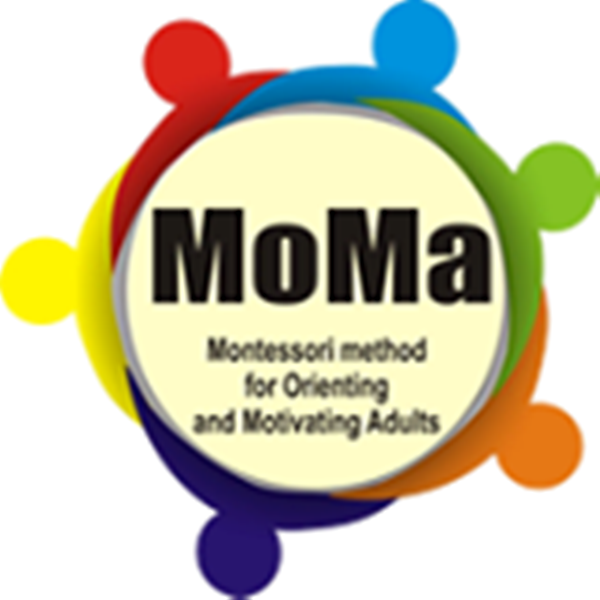 MoMa
Montessori method
for Orienting
and Motivating Adults